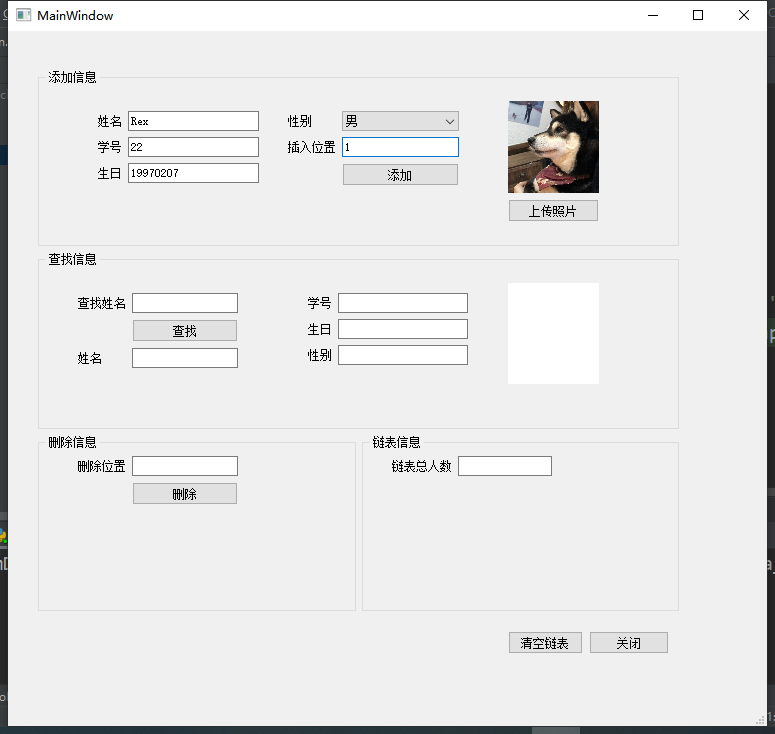 MainWindow
添加信息
姓名 Rex 性别 男
学号 22 插入位置 1
生日 19970207 添加
上传照片
查找信息
查找姓名 学号
查找 生日
姓名 性别
删除信息 链表信息
删除位置 链表总人数
删除
清空链表 关闭